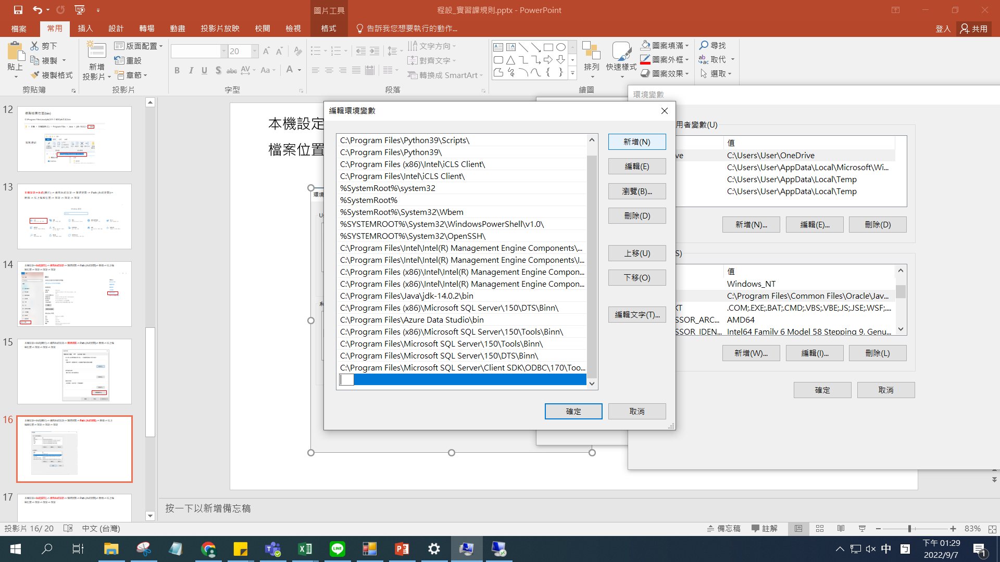 圖片工具
程設_實習課規則.pptx - PowerPoint
檔案
常用
插入
設計
轉場
動畫
投影片放映
校閱
檢視
格式
告訴我您想要執行的動作...
登入
共用
貼上
剪下
複製
複製格式
剪貼簿
新增
投影片
版面配置
重設
章節
投影片
20
字型
文字方向
對齊文字
轉換成 SmartArt
段落
排列
快速樣式
圖案填滿
圖案外框
圖案效果
繪圖
尋找
取代
選取
12
13
14
15
16
17
本機設定
檔案位置
編輯環境變數
C:\Program Files\Python39\Scripts\
C:\Program Files\Python39\
C:\Program Files (x86)\Intel\iCLS Client\
C:\Program Files\Intel\iCLS Client\
%SystemRoot%\system32
%SystemRoot%
%SystemRoot%\System32\Wbem
%SYSTEMROOT%\System32\WindowsPowerShell\v1.0\
%SYSTEMROOT%\System32\OpenSSH\
C:\Program Files\Intel\Intel(R) Management Engine Components\...
C:\Program Files\Intel\Intel(R) Management Engine Components\I...
C:\Program Files (x86)\Intel\Intel(R) Management Engine Compon...
C:\Program Files (x86)\Intel\Intel(R) Management Engine Compon...
C:\Program Files\Java\jdk-14.0.2\bin
C:\Program Files (x86)\Microsoft SQL Server\150\DTS\Binn\
C:\Program Files\Azure Data Studio\bin
C:\Program Files (x86)\Microsoft SQL Server\150\Tools\Binn\
C:\Program Files\Microsoft SQL Server\150\Tools\Binn\
C:\Program Files\Microsoft SQL Server\150\DTS\Binn\
C:\Program Files\Microsoft SQL Server\Client SDK\ODBC\170\Too...
新增(N)
編輯(E)
瀏覽(B)...
刪除(D)
上移(U)
下移(O)
編輯文字(T)...
確定
取消
環境變數
用者變數(U)
值
ve
C:\Users\User\OneDrive
C:\Users\User\AppData\Local\Microsoft\Wi...
C:\Users\User\AppData\Local\Temp
C:\Users\User\AppData\Local\Temp
新增(N)...
編輯(E)...
刪除(D)
S)
值
Windows_NT
C:\Program Files\Common Files\Oracle\Jav...
XT
.COM;.EXE;.BAT;.CMD;.VBS;.VBE;.JS;.JSE;.WSF;...
SSOR_ARC...
AMD64
SSOR_IDEN...
Intel64 Family 6 Model 58 Stepping 9, Genu...
新增(W)...
編輯(I)...
刪除(L)
確定
取消
按一下以新增備忘稿
投影片 16/ 20
中文 (台灣)
備忘稿
註解
83%
中
下午 01:29
2022/9/7
1